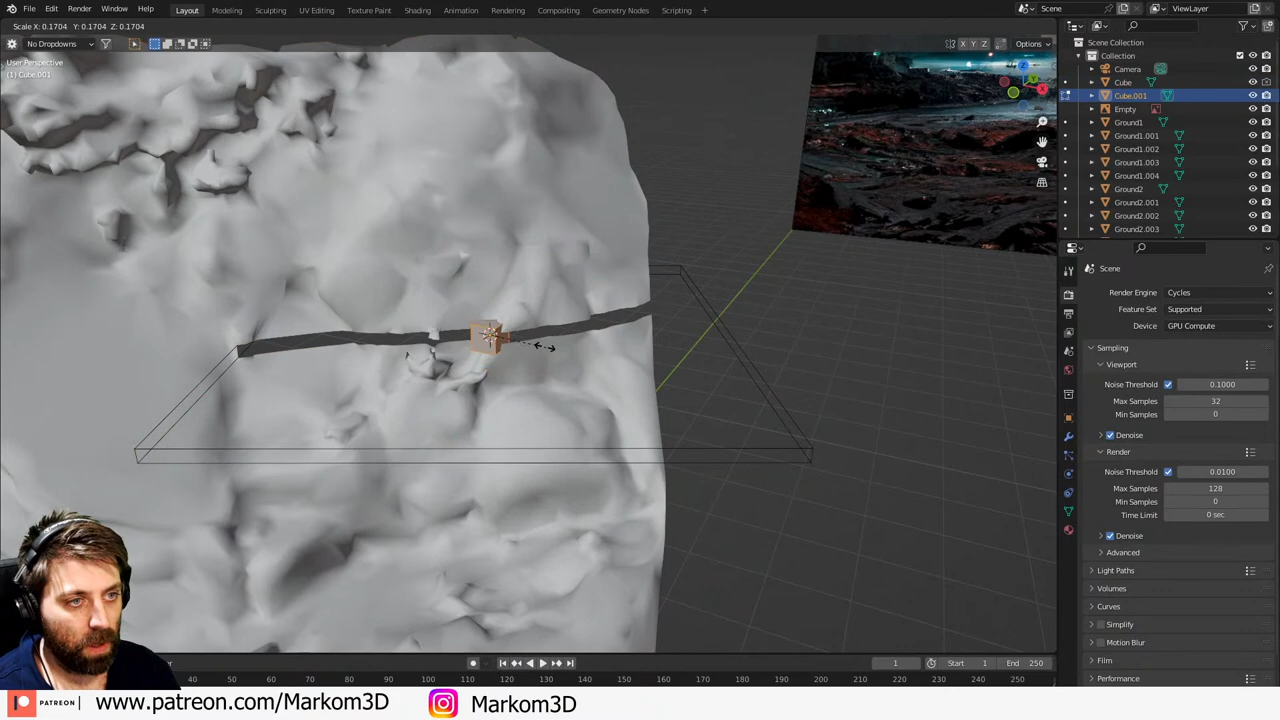 File Edit Render Window Help Layout Modeling Sculpting UV Editing Texture Paint Shading Animation Rendering Compositing Geometry Nodes Scripting + Scene ViewLayer
Scale X: 0.1704 Y: 0.1704 Z: 0.1704
No Dropdowns X Y Z Options
User Perspective
(1) Cube.001
Z
X
Scene Collection
Collection
Camera
Cube
Cube.001
Empty
Ground1
Ground1.001
Ground1.002
Ground1.003
Ground1.004
Ground2
Ground2.001
Ground2.002
Ground2.003
Scene
Render Engine Cycles
Feature Set Supported
Device GPU Compute
Sampling
Viewport
Noise Threshold 0.1000
Max Samples 32
Min Samples 0
Denoise
Render
Noise Threshold 0.0100
Max Samples 128
Min Samples 0
Time Limit 0 sec
Denoise
Advanced
Light Paths
Volumes
Curves
Simplify
Motion Blur
Film
Performance
1 Start 1 End 250
40 50 60 70 80 90 100 110 120 130 140 150 160 170 180 190 200 210 220 230 240 250
PATREON www.patreon.com/Markom3D Markom3D